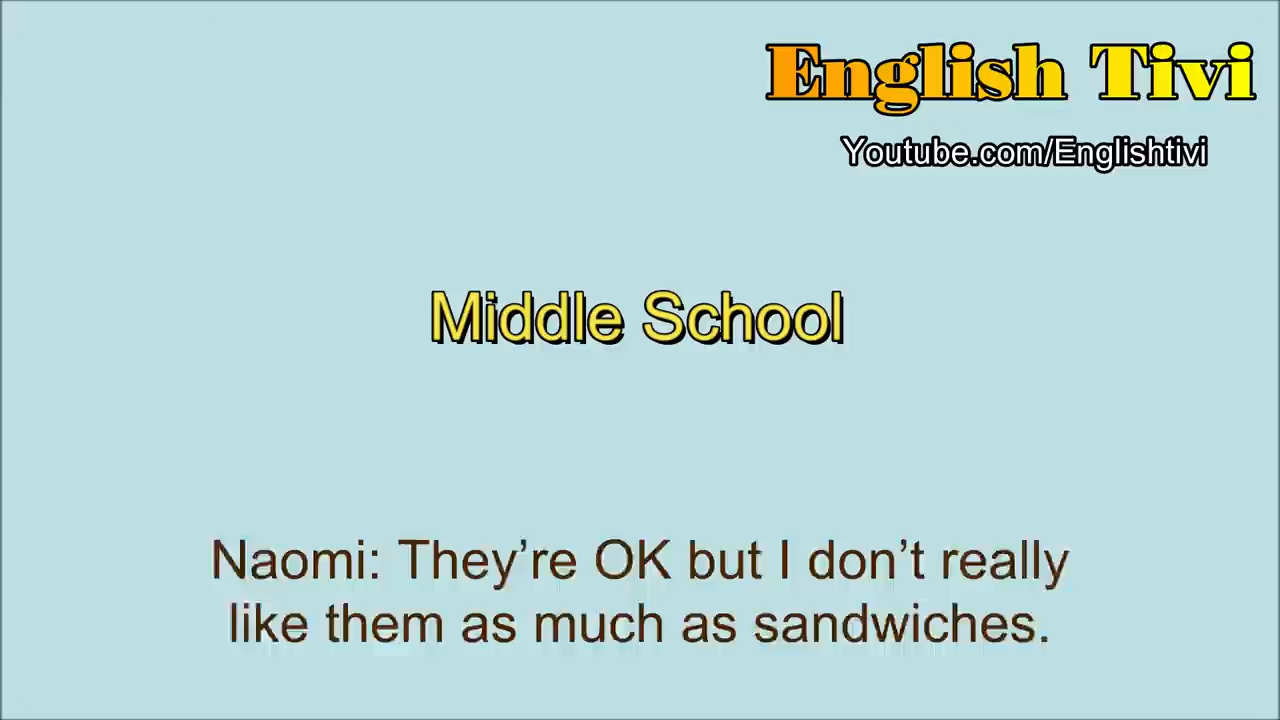 English Tivi
Youtube.com/Englishtivi
Middle School
Naomi: They’re OK but I don’t really
like them as much as sandwiches.